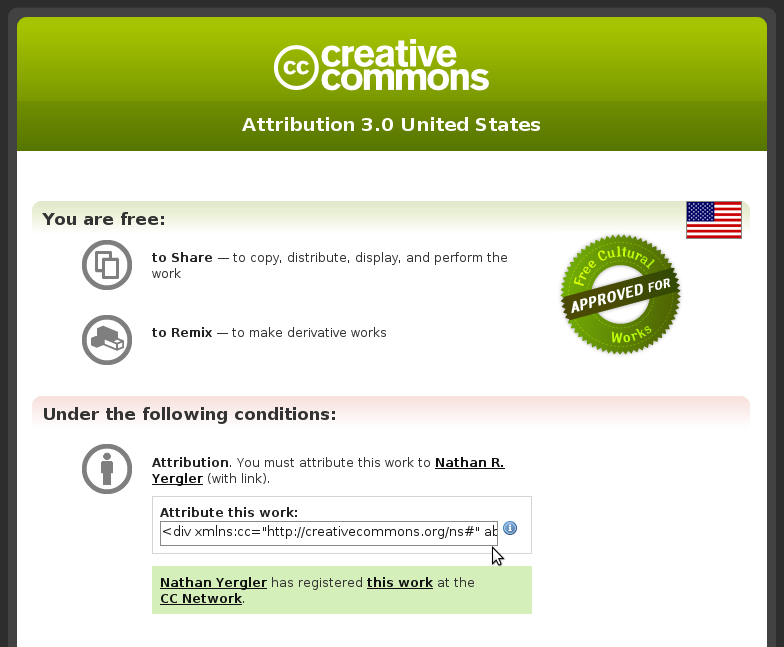 cc creative commons
Attribution 3.0 United States
You are free:
to Share — to copy, distribute, display, and perform the
work
Free Cultural
APPROVED FOR
Works
to Remix — to make derivative works
Under the following conditions:
Attribution. You must attribute this work to Nathan R.
Yergler (with link).
Attribute this work:
<div xmlns:cc="http://creativecommons.org/ns#" ab
i
Nathan Yergler has registered this work at the
CC Network.